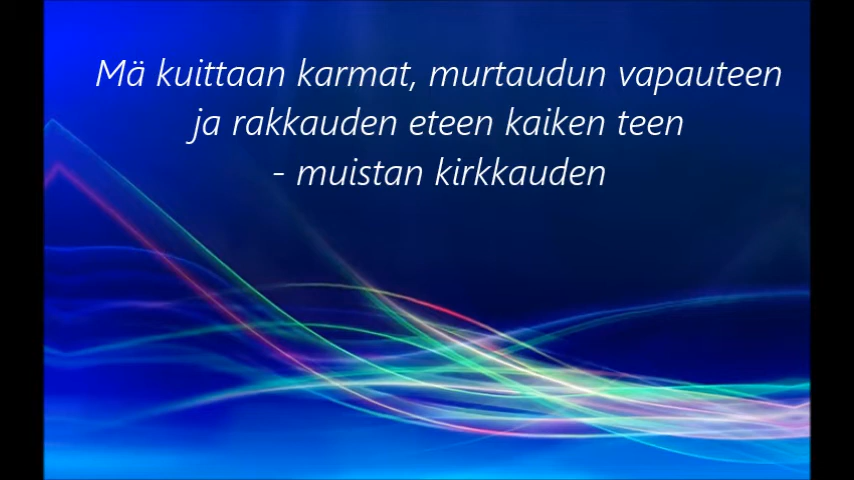 Mä kuittaan karmat, murtaudun vapauteen
ja rakkauden eteen kaiken teen
- muistan kirkkauden